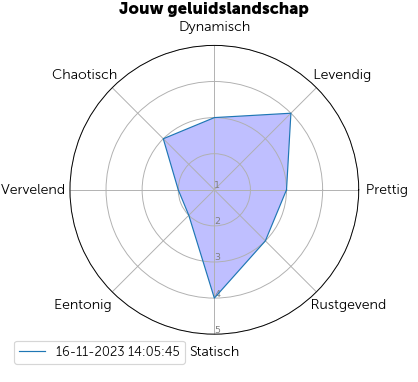 Jouw geluidslandschap
Dynamisch
Chaotisch
Levendig
Vervelend
1
Prettig
2
3
4
Eentonig
Rustgevend
5
16-11-2023 14:05:45
Statisch